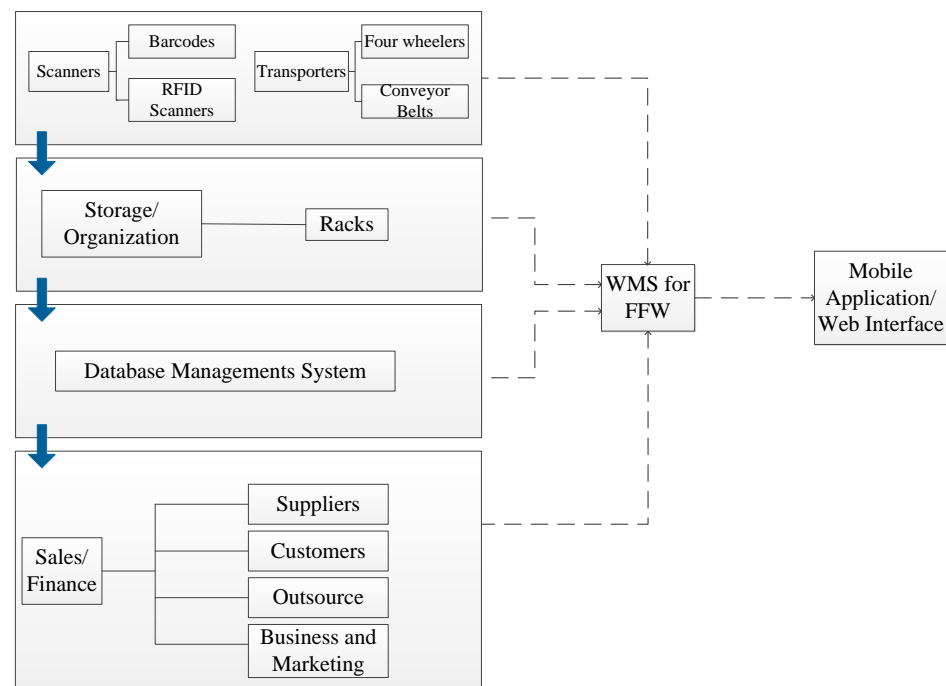 Scanners
Barcodes
RFID
Scanners
Transporters
Four wheelers
Conveyor
Belts
Storage/
Organization
Racks
Database Managements System
Sales/
Finance
Suppliers
Customers
Outsource
Business and
Marketing
WMS for
FFW
Mobile
Application/
Web Interface